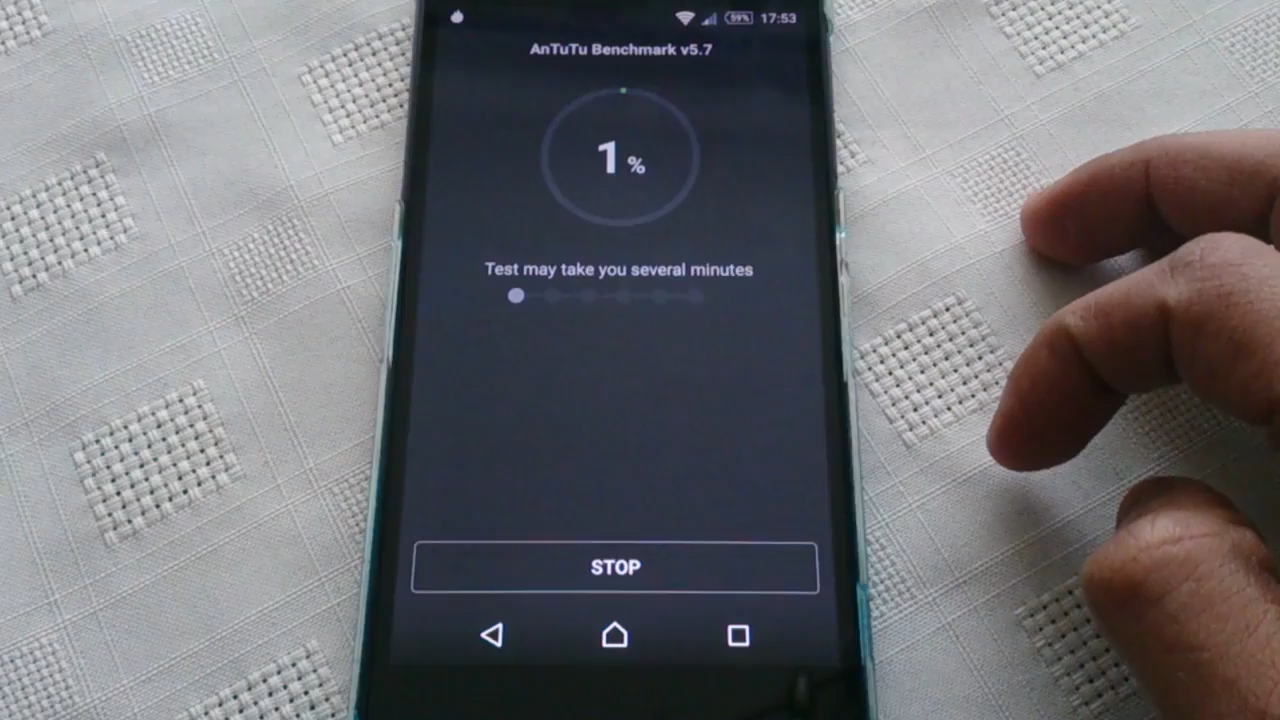 59% 17:53
AnTuTu Benchmark v5.7
1 %
Test may take you several minutes
STOP